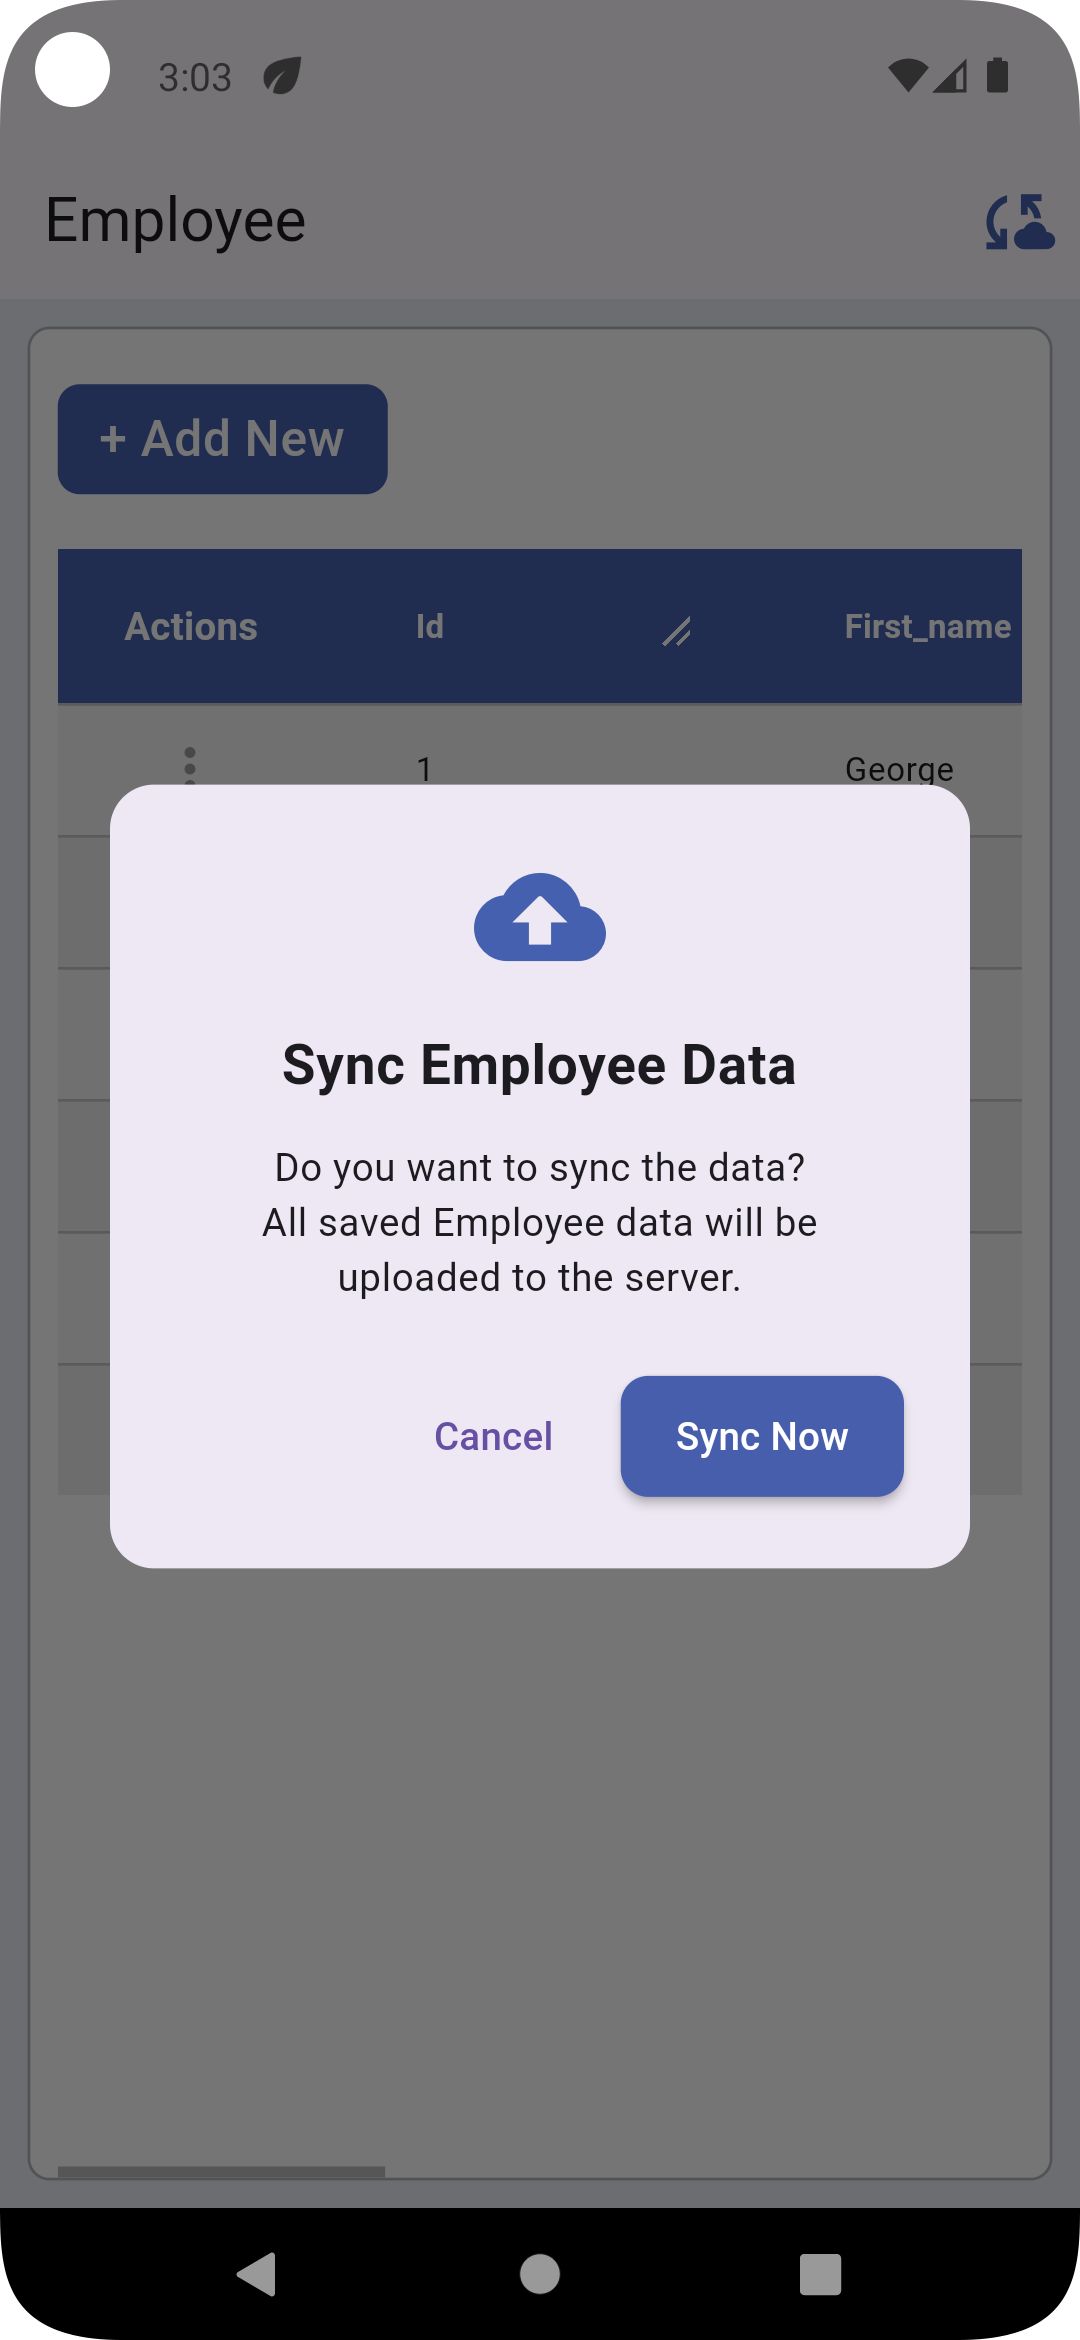 3:03
Employee
+ Add New
Actions Id First_name
1 George
Sync Employee Data
Do you want to sync the data?
All saved Employee data will be
uploaded to the server.
Cancel Sync Now